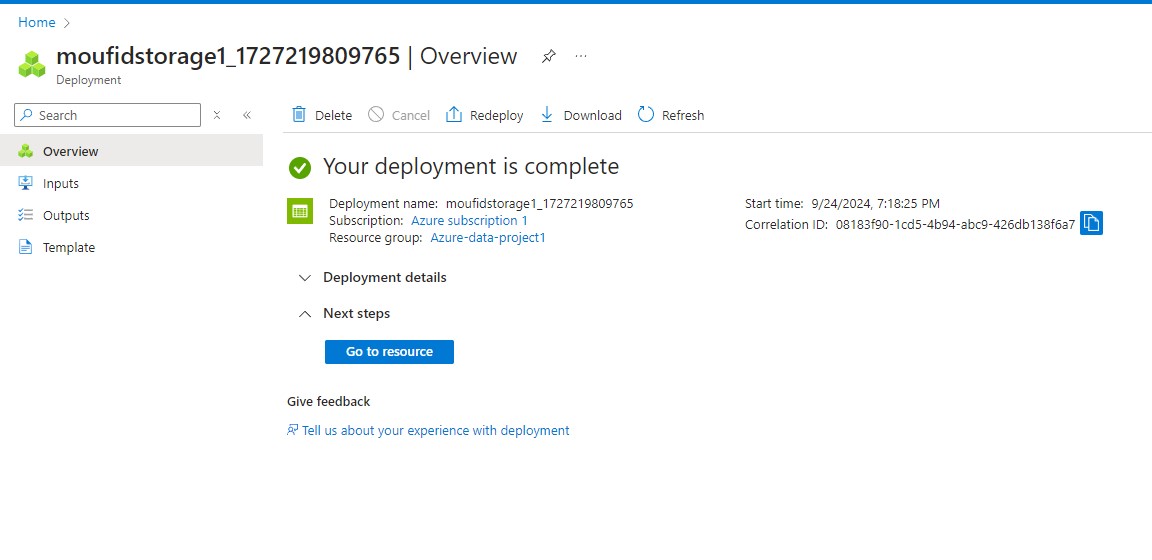 Home
moufidstorage1_1727219809765 | Overview
Deployment
Search
Delete Cancel Redeploy Download Refresh
Overview
Inputs
Outputs
Template
Your deployment is complete
Deployment name: moufidstorage1_1727219809765
Subscription: Azure subscription 1
Resource group: Azure-data-project1
Start time: 9/24/2024, 7:18:25 PM
Correlation ID: 08183f90-1cd5-4b94-abc9-426db138f6a7
Deployment details
Next steps
Go to resource
Give feedback
Tell us about your experience with deployment